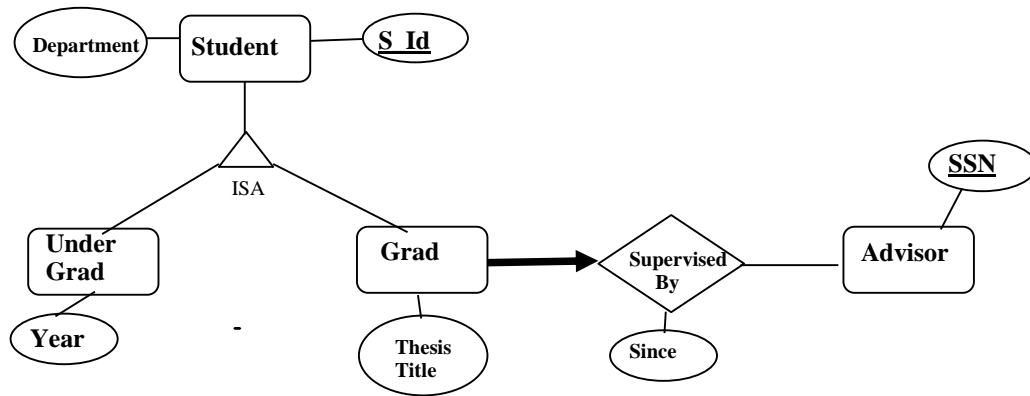 Department
Student
S_Id
ISA
SSN
Under
Grad
Grad
Supervised
By
Advisor
Year
-
Thesis
Title
Since